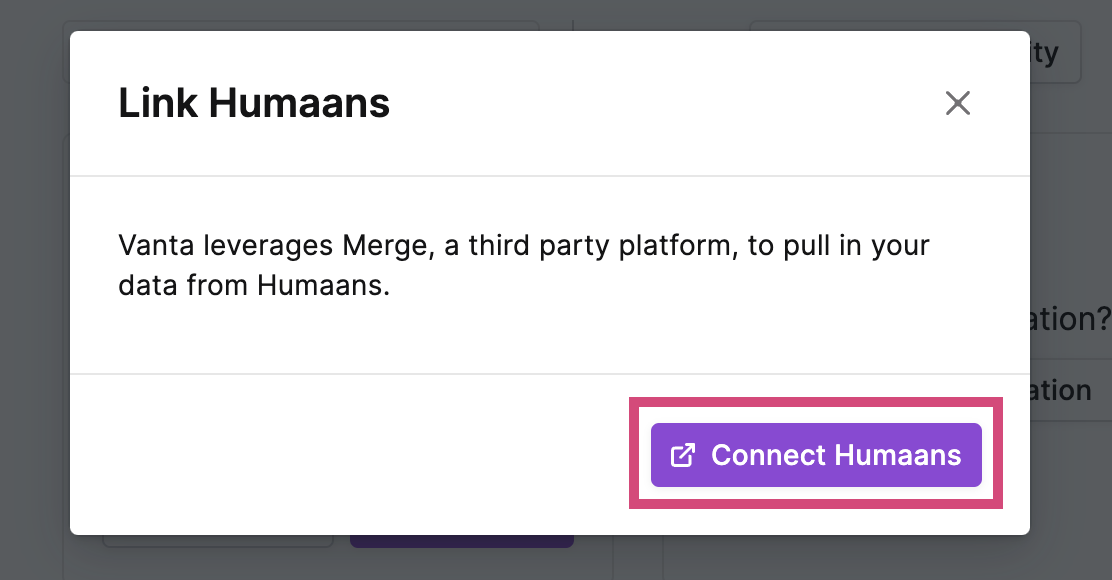 Link Humaans
Vanta leverages Merge, a third party platform, to pull in your
data from Humaans.
Connect Humaans